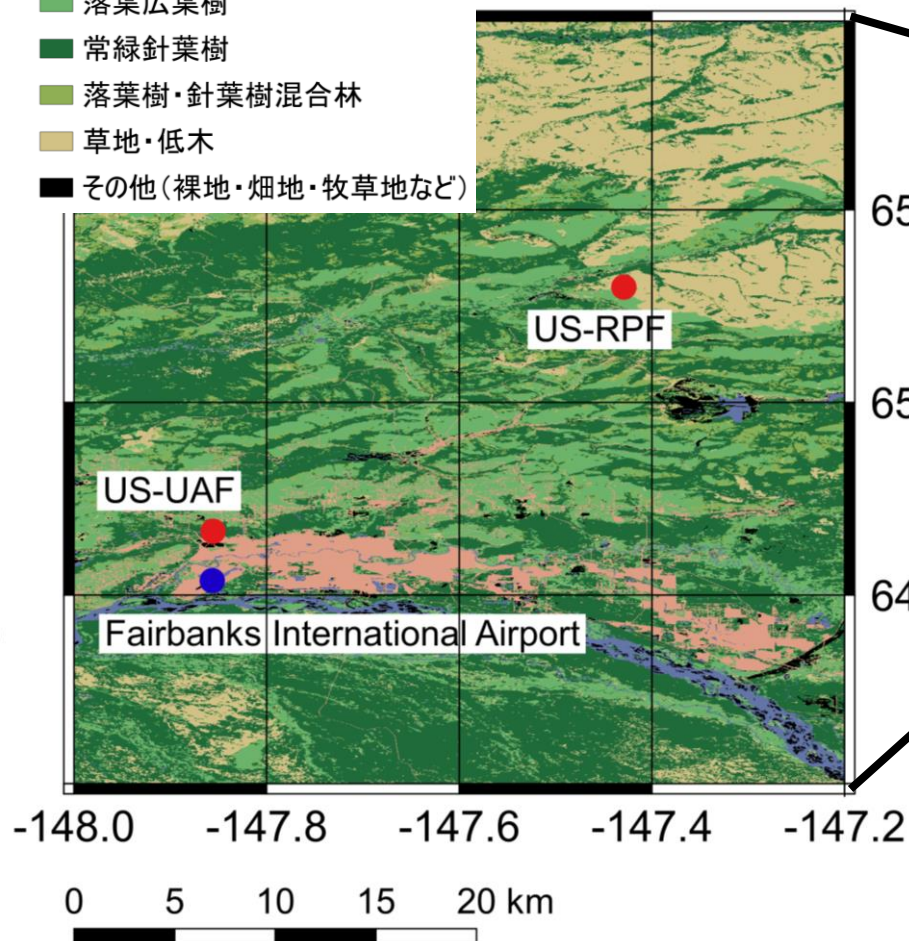 落葉広葉樹
常緑針葉樹
落葉樹・針葉樹混合林
草地・低木
その他（裸地・畑地・牧草地など）
65
US-RPF
65
US-UAF
64
Fairbanks International Airport
-148.0 -147.8 -147.6 -147.4 -147.2
0 5 10 15 20 km